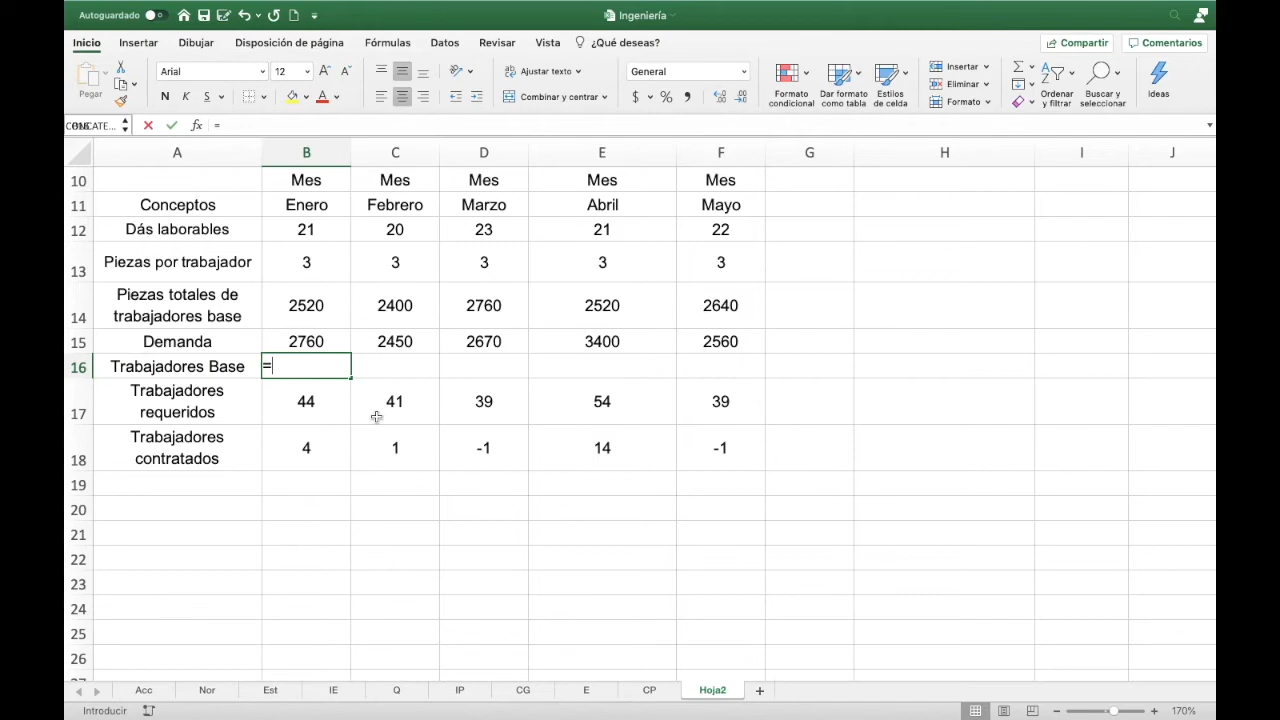 Autoguardado
Ingeniería
Inicio Insertar Dibujar Disposición de página Fórmulas Datos Revisar Vista ¿Qué deseas? Compartir Comentarios
Pegar Arial 12 Ajustar texto General Insertar
N K S Combinar y centrar $ % Eliminar
Formato condicional Dar formato como tabla Estilos de celda Formato Ordenar y filtrar Buscar y seleccionar Ideas
fx =
A B C D E F G H I J
10 Mes Mes Mes Mes Mes
11 Conceptos Enero Febrero Marzo Abril Mayo
12 Dás laborables 21 20 23 21 22
13 Piezas por trabajador 3 3 3 3 3
14 Piezas totales de trabajadores base 2520 2400 2760 2520 2640
15 Demanda 2760 2450 2670 3400 2560
16 Trabajadores Base =
17 Trabajadores requeridos 44 41 39 54 39
18 Trabajadores contratados 4 1 -1 14 -1
19
20
21
22
23
24
25
26
Acc Nor Est IE Q IP CG E CP Hoja2 +
Introducir 170%